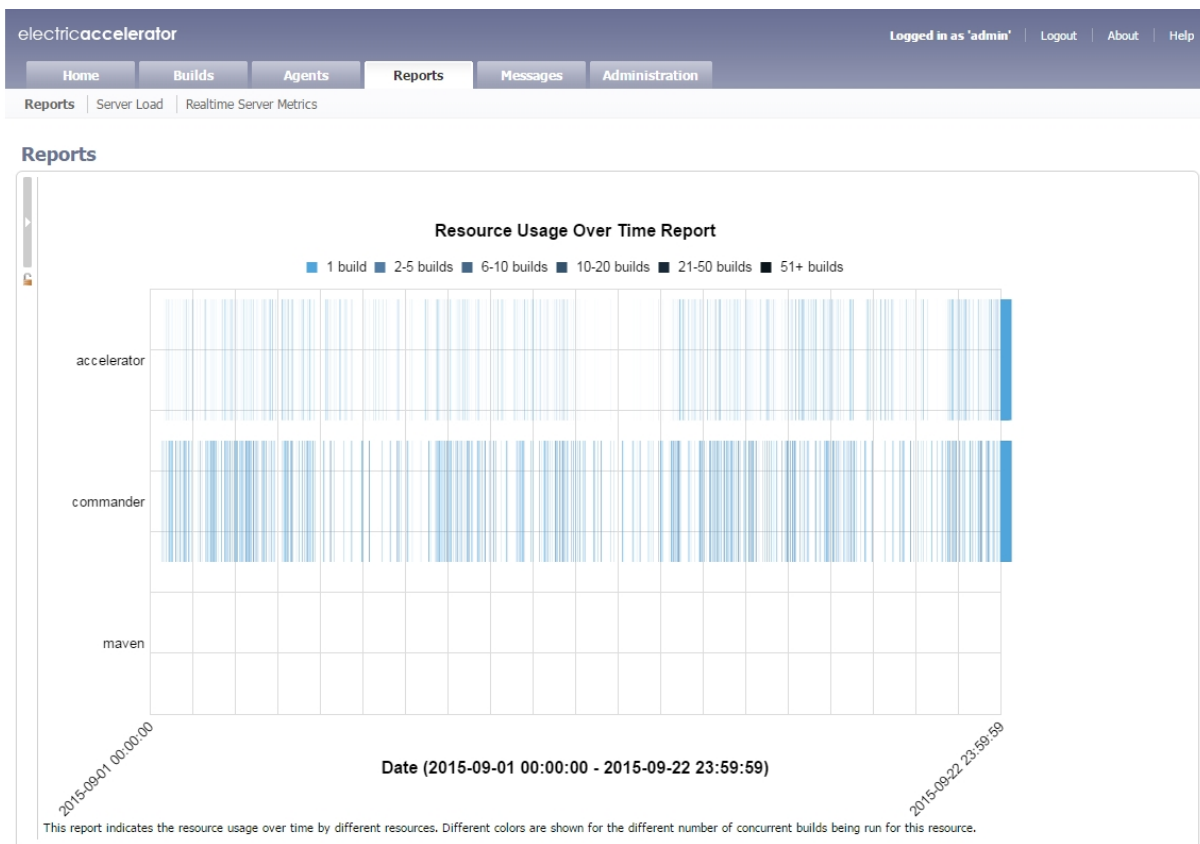 electricaccelerator
Logged in as 'admin' Logout About Help
Home Builds Agents Reports Messages Administration
Reports Server Load Realtime Server Metrics
Reports
Resource Usage Over Time Report
1 build 2-5 builds 6-10 builds 10-20 builds 21-50 builds 51+ builds
accelerator
commander
maven
2015-09-01 00:00:00
2015-09-22 23:59:59
Date (2015-09-01 00:00:00 - 2015-09-22 23:59:59)
This report indicates the resource usage over time by different resources. Different colors are shown for the different number of concurrent builds being run for this resource.